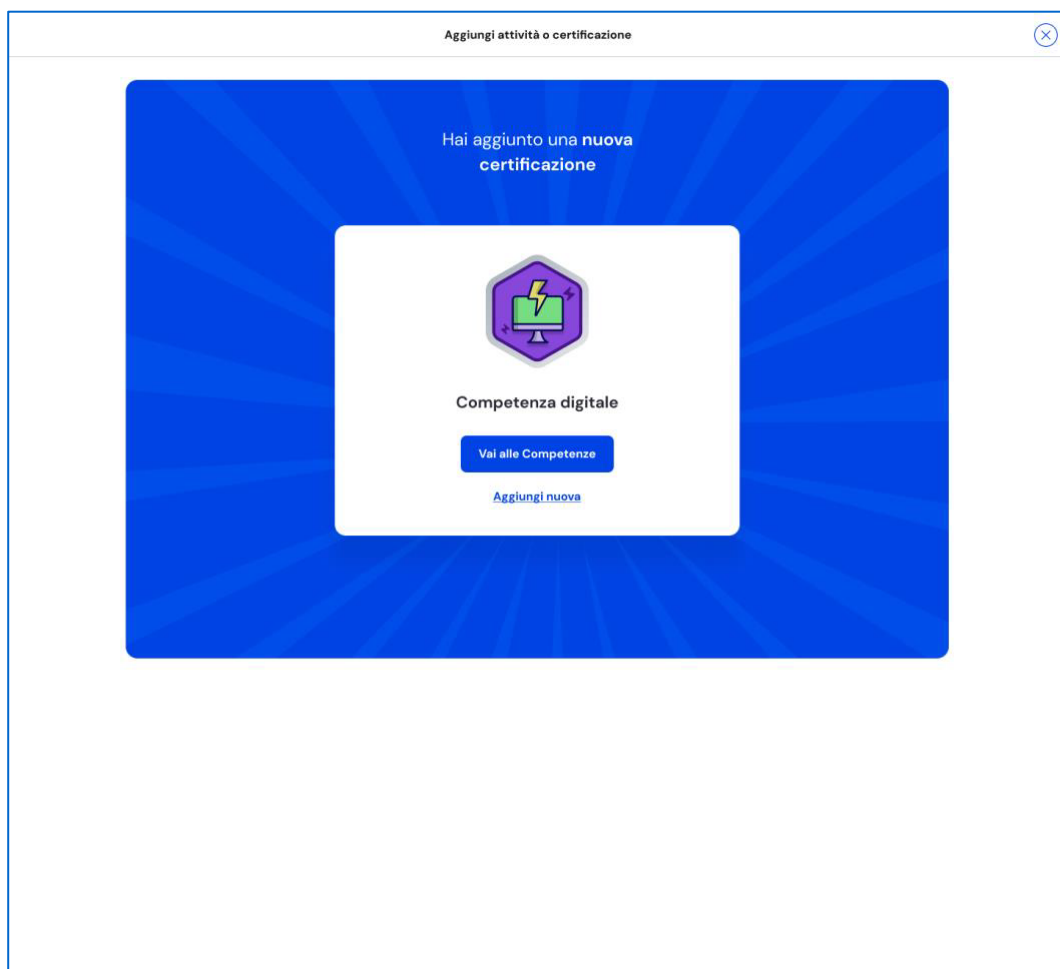 Aggiungi attività o certificazione
Hai aggiunto una nuova
certificazione
Competenza digitale
Vai alle Competenze
Aggiungi nuova